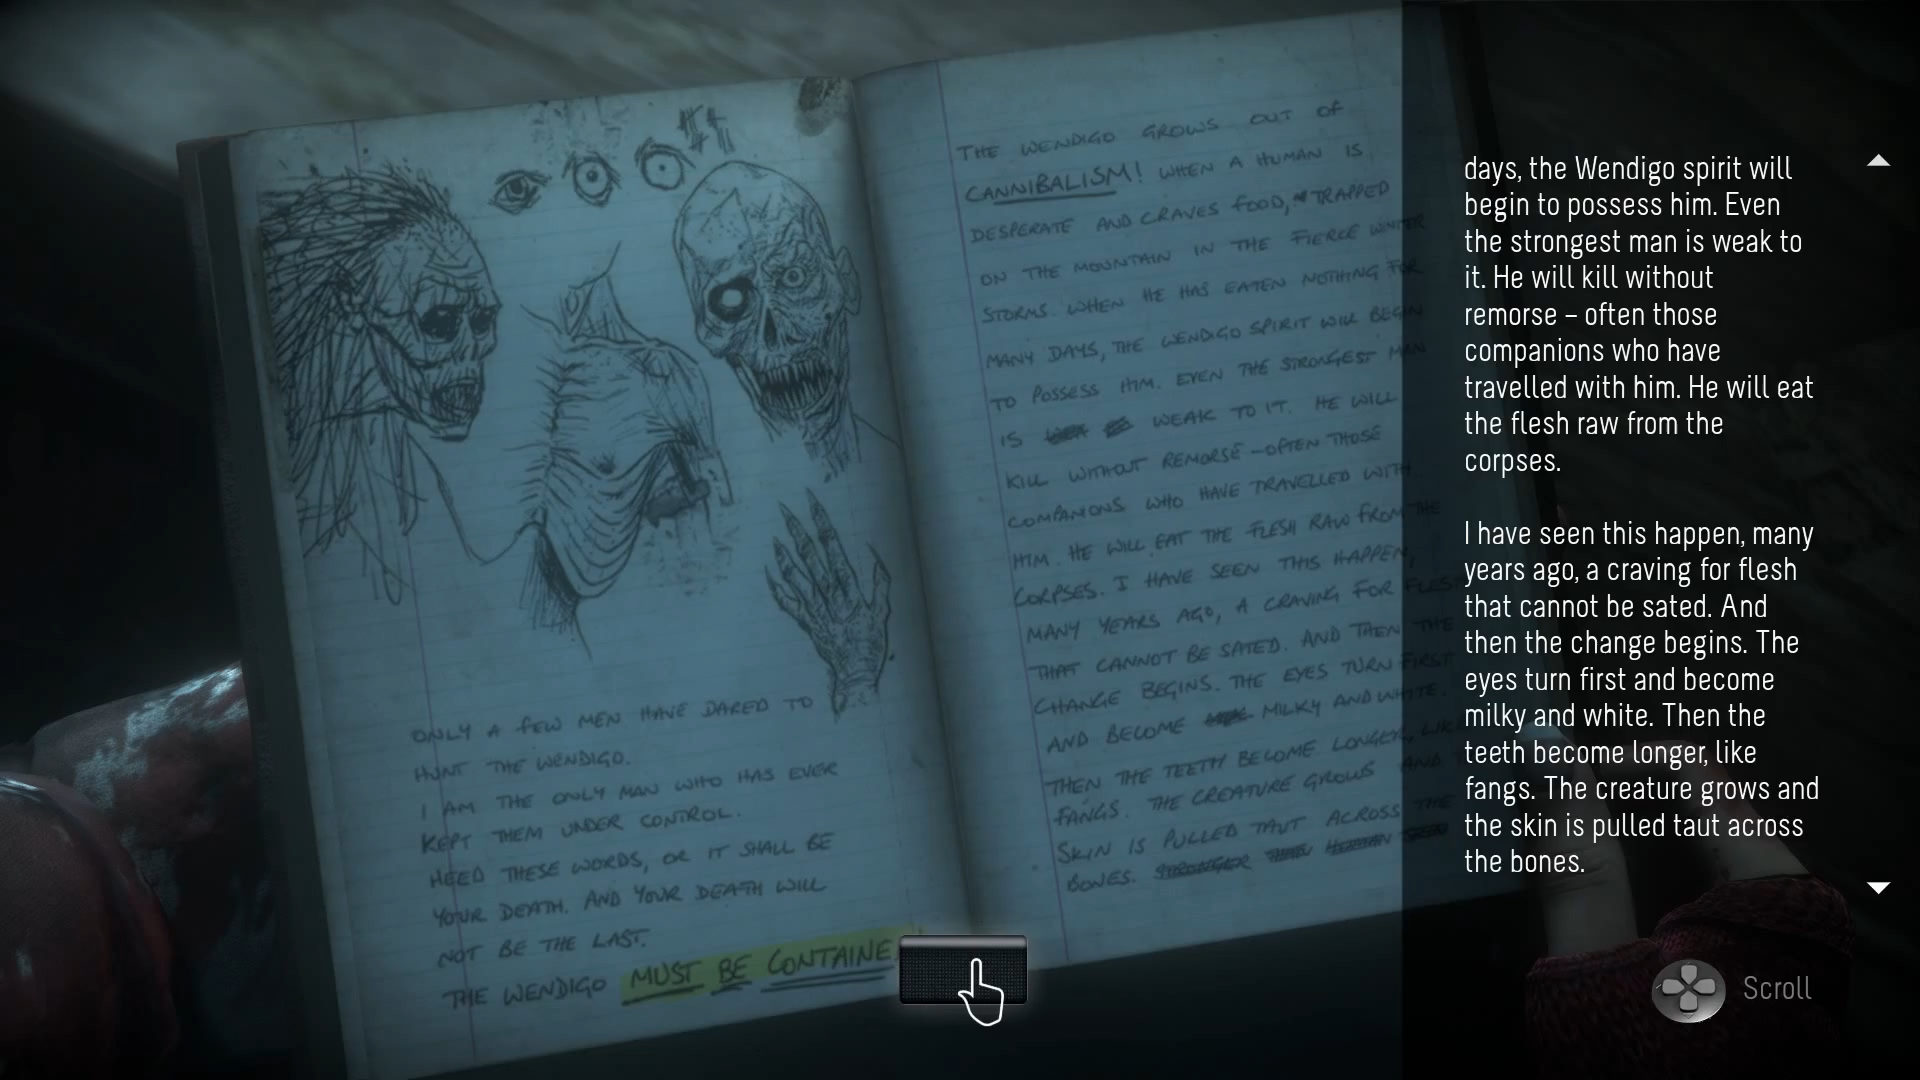 ONLY A FEW MEN HAVE DARED TO
HUNT THE WENDIGO.
I AM THE ONLY MAN WHO HAS EVER
KEPT THEM UNDER CONTROL.
HEED THESE WORDS, OR IT SHALL BE
YOUR DEATH. AND YOUR DEATH WILL
NOT BE THE LAST.
THE WENDIGO MUST BE CONTAINE
THE WENDIGO GROWS OUT OF
CANNIBALISM! WHEN A HUMAN IS
DESPERATE AND CRAVES FOOD, TRAPPED
ON THE MOUNTAIN IN THE FIERCE WINTER
STORMS. WHEN HE HAS EATEN NOTHING FOR
MANY DAYS, THE WENDIGO SPIRIT WILL BEGIN
TO POSSESS HIM. EVEN THE STRONGEST MAN
IS WEAK TO IT. HE WILL
KILL WITHOUT REMORSE - OFTEN THOSE
COMPANIONS WHO HAVE TRAVELLED WITH
HIM. HE WILL EAT THE FLESH RAW FROM THE
CORPSES. I HAVE SEEN THIS HAPPEN,
MANY YEARS AGO, A CRAVING FOR FLESH
THAT CANNOT BE SATED. AND THEN THE
CHANGE BEGINS. THE EYES TURN FIRST
AND BECOME MILKY AND WHITE.
THEN THE TEETH BECOME LONGER, LIKE
FANGS. THE CREATURE GROWS AND
SKIN IS PULLED TAUT ACROSS THE
BONES. STRONGER THAN HUMAN
days, the Wendigo spirit will
begin to possess him. Even
the strongest man is weak to
it. He will kill without
remorse – often those
companions who have
travelled with him. He will eat
the flesh raw from the
corpses.
I have seen this happen, many
years ago, a craving for flesh
that cannot be sated. And
then the change begins. The
eyes turn first and become
milky and white. Then the
teeth become longer, like
fangs. The creature grows and
the skin is pulled taut across
the bones.
Scroll